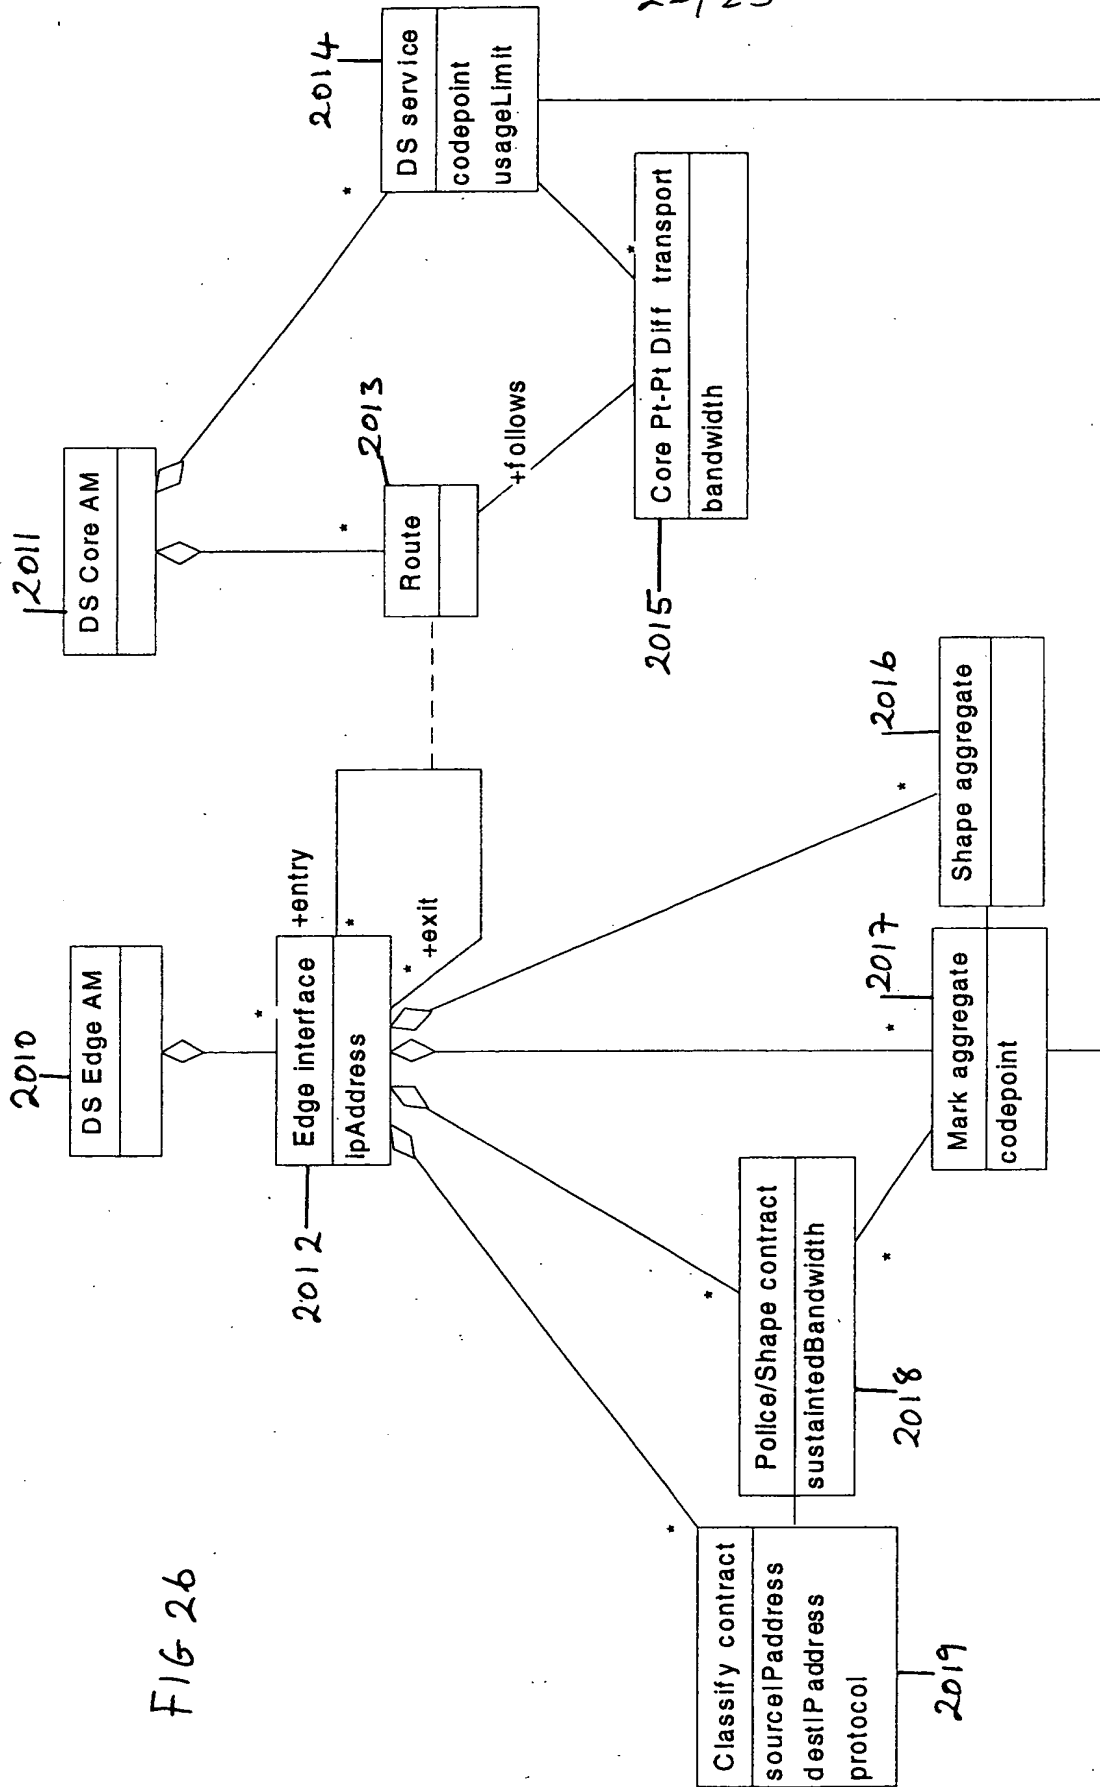 22/23
2010
DS Edge AM
2011
DS Core AM
2012
Edge interface
ipAddress
+entry
*
*
+exit
*
*
2013
Route
*
2014
DS service
codepoint
usageLimit
+follows
*
2015
Core Pt-Pt Diff transport
bandwidth
2019
Classify contract
sourceIPaddress
destIPaddress
protocol
*
2018
Police/Shape contract
sustaintedBandwidth
*
*
2017
Mark aggregate
codepoint
*
2016
Shape aggregate
*
FIG 26